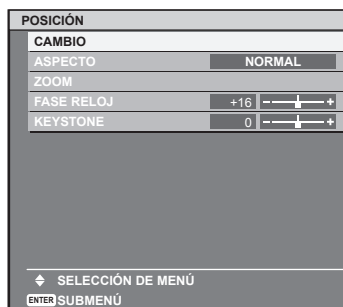 POSICIÓN
CAMBIO
ASPECTO NORMAL
ZOOM
FASE RELOJ +16 - +
KEYSTONE 0 - +
SELECCIÓN DE MENÚ
ENTER SUBMENÚ